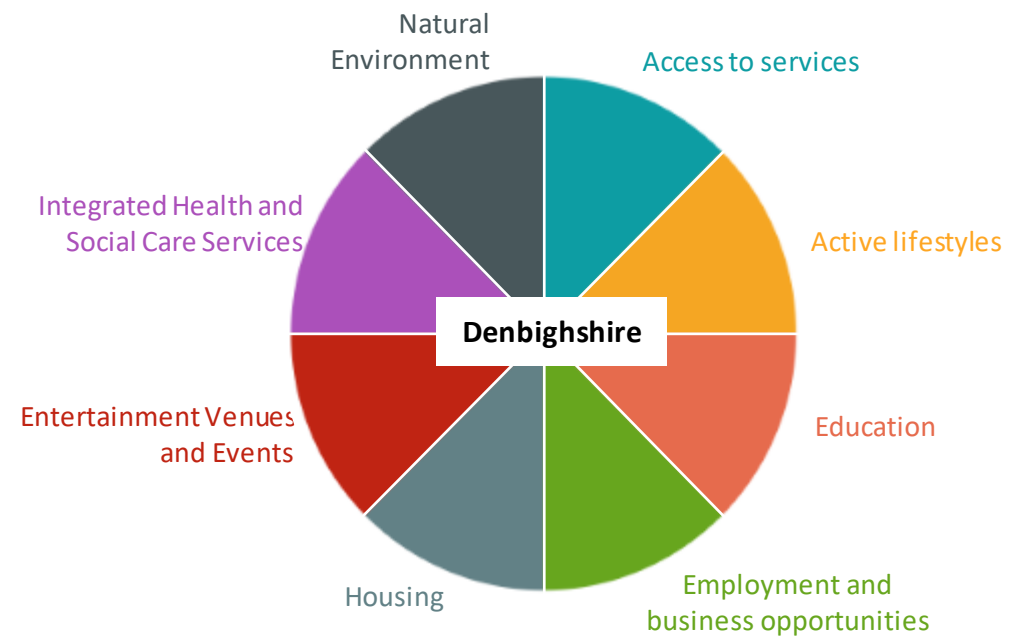 Natural
Environment
Access to services
Integrated Health and
Social Care Services
Active lifestyles
Denbighshire
Entertainment Venues
and Events
Education
Housing
Employment and
business opportunities